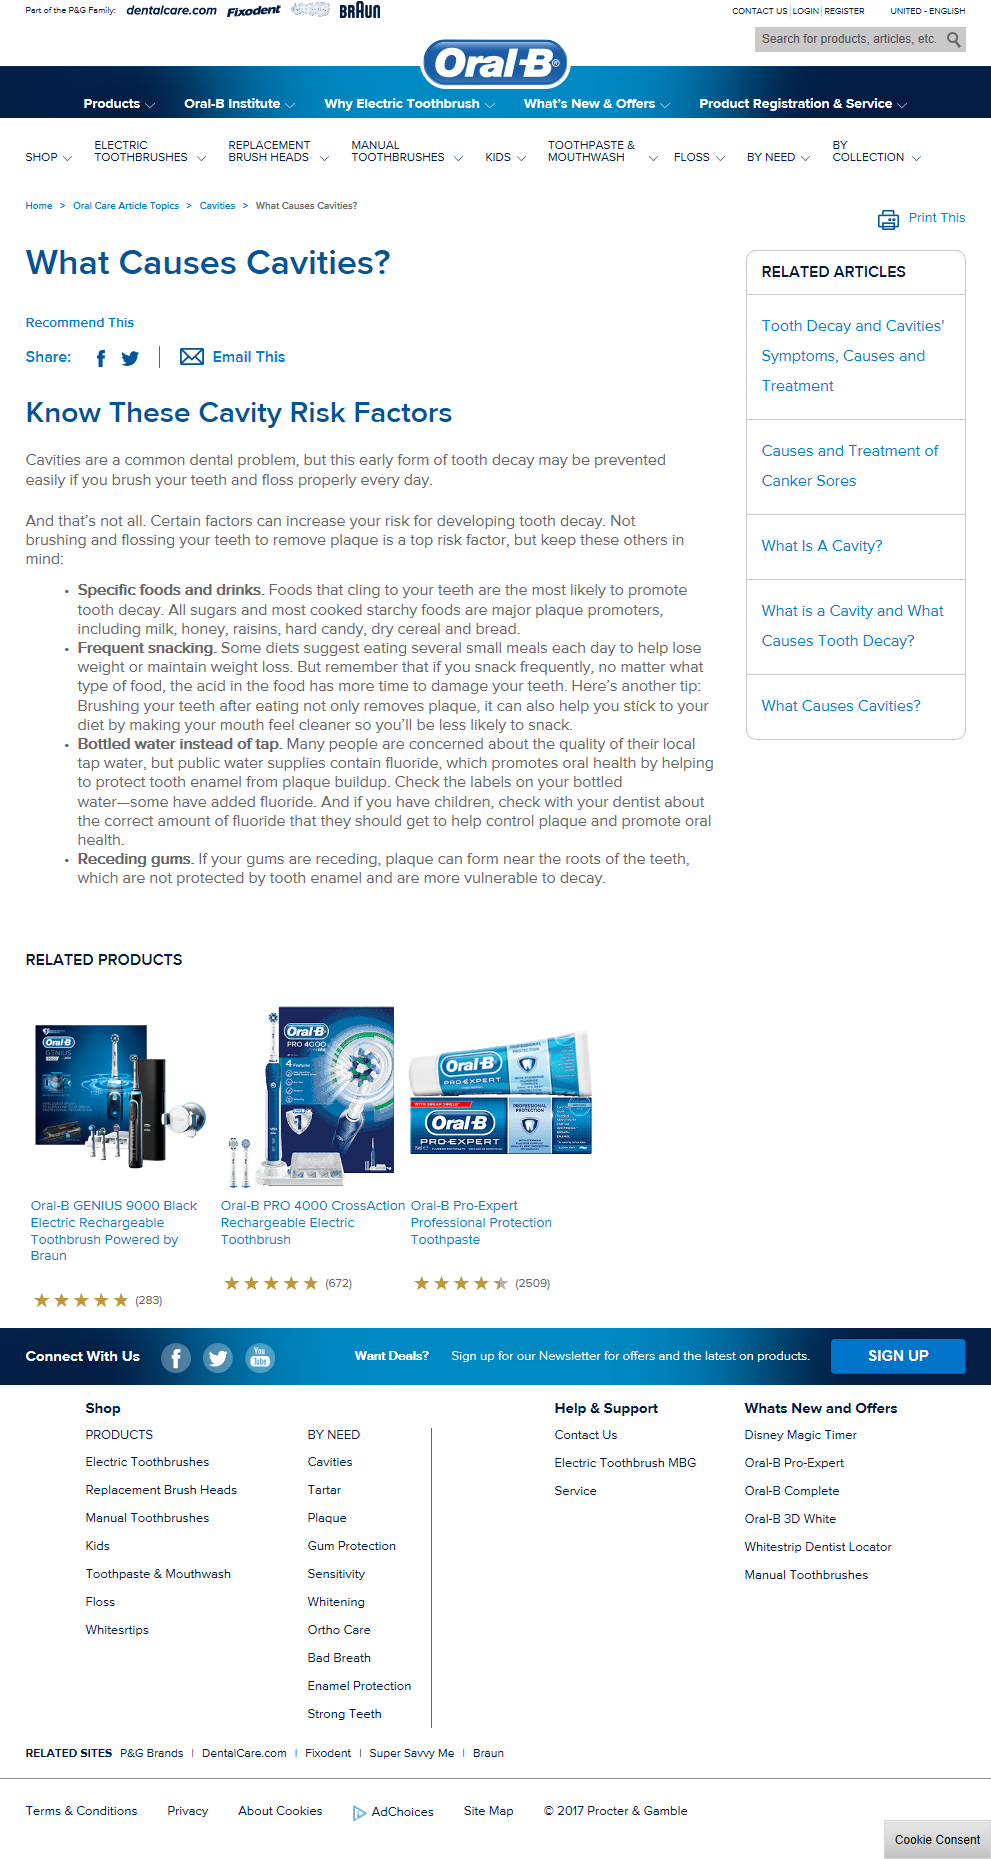 Part of the P&G Family: dentalcare.com Fixodent BRAUN
CONTACT US | LOGIN | REGISTER UNITED - ENGLISH
Search for products, articles, etc.
Oral-B®
Products Oral-B Institute Why Electric Toothbrush What's New & Offers Product Registration & Service
SHOP ELECTRIC TOOTHBRUSHES REPLACEMENT BRUSH HEADS MANUAL TOOTHBRUSHES KIDS TOOTHPASTE & MOUTHWASH FLOSS BY NEED BY COLLECTION
Home > Oral Care Article Topics > Cavities > What Causes Cavities?
Print This
What Causes Cavities?
Recommend This
Share: Email This
Know These Cavity Risk Factors
Cavities are a common dental problem, but this early form of tooth decay may be prevented
easily if you brush your teeth and floss properly every day.
And that's not all. Certain factors can increase your risk for developing tooth decay. Not
brushing and flossing your teeth to remove plaque is a top risk factor, but keep these others in
mind:
• Specific foods and drinks. Foods that cling to your teeth are the most likely to promote
tooth decay. All sugars and most cooked starchy foods are major plaque promoters,
including milk, honey, raisins, hard candy, dry cereal and bread.
• Frequent snacking. Some diets suggest eating several small meals each day to help lose
weight or maintain weight loss. But remember that if you snack frequently, no matter what
type of food, the acid in the food has more time to damage your teeth. Here's another tip:
Brushing your teeth after eating not only removes plaque, it can also help you stick to your
diet by making your mouth feel cleaner so you'll be less likely to snack.
• Bottled water instead of tap. Many people are concerned about the quality of their local
tap water, but public water supplies contain fluoride, which promotes oral health by helping
to protect tooth enamel from plaque buildup. Check the labels on your bottled
water—some have added fluoride. And if you have children, check with your dentist about
the correct amount of fluoride that they should get to help control plaque and promote oral
health.
• Receding gums. If your gums are receding, plaque can form near the roots of the teeth,
which are not protected by tooth enamel and are more vulnerable to decay.
RELATED ARTICLES
Tooth Decay and Cavities'
Symptoms, Causes and
Treatment
Causes and Treatment of
Canker Sores
What Is A Cavity?
What is a Cavity and What
Causes Tooth Decay?
What Causes Cavities?
RELATED PRODUCTS
Oral-B
GENIUS
Oral-B
PRO 4000
4
1
Oral-B
PRO-EXPERT
PROFESSIONAL
PROTECTION
Oral-B
PRO-EXPERT
PROFESSIONAL
PROTECTION
Oral-B GENIUS 9000 Black
Electric Rechargeable
Toothbrush Powered by
Braun
(283)
Oral-B PRO 4000 CrossAction
Rechargeable Electric
Toothbrush
(672)
Oral-B Pro-Expert
Professional Protection
Toothpaste
(2509)
Connect With Us You Tube Want Deals? Sign up for our Newsletter for offers and the latest on products. SIGN UP
Shop
PRODUCTS
Electric Toothbrushes
Replacement Brush Heads
Manual Toothbrushes
Kids
Toothpaste & Mouthwash
Floss
Whitesrtips
BY NEED
Cavities
Tartar
Plaque
Gum Protection
Sensitivity
Whitening
Ortho Care
Bad Breath
Enamel Protection
Strong Teeth
Help & Support
Contact Us
Electric Toothbrush MBG
Service
Whats New and Offers
Disney Magic Timer
Oral-B Pro-Expert
Oral-B Complete
Oral-B 3D White
Whitestrip Dentist Locator
Manual Toothbrushes
RELATED SITES P&G Brands | DentalCare.com | Fixodent | Super Savvy Me | Braun
Terms & Conditions Privacy About Cookies AdChoices Site Map © 2017 Procter & Gamble
Cookie Consent